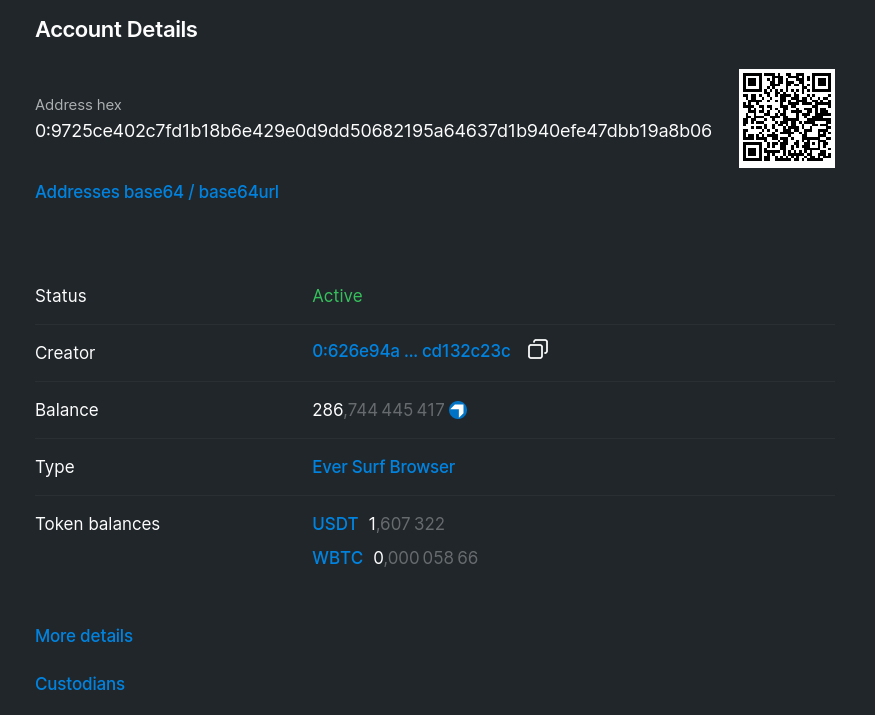 Account Details
Address hex
0:9725ce402c7fd1b18b6e429e0d9dd50682195a64637d1b940efe47dbb19a8b06
Addresses base64 / base64url
Status Active
Creator 0:626e94a ... cd132c23c
Balance 286,744 445 417
Type Ever Surf Browser
Token balances USDT 1,607 322
WBTC 0,000 058 66
More details
Custodians